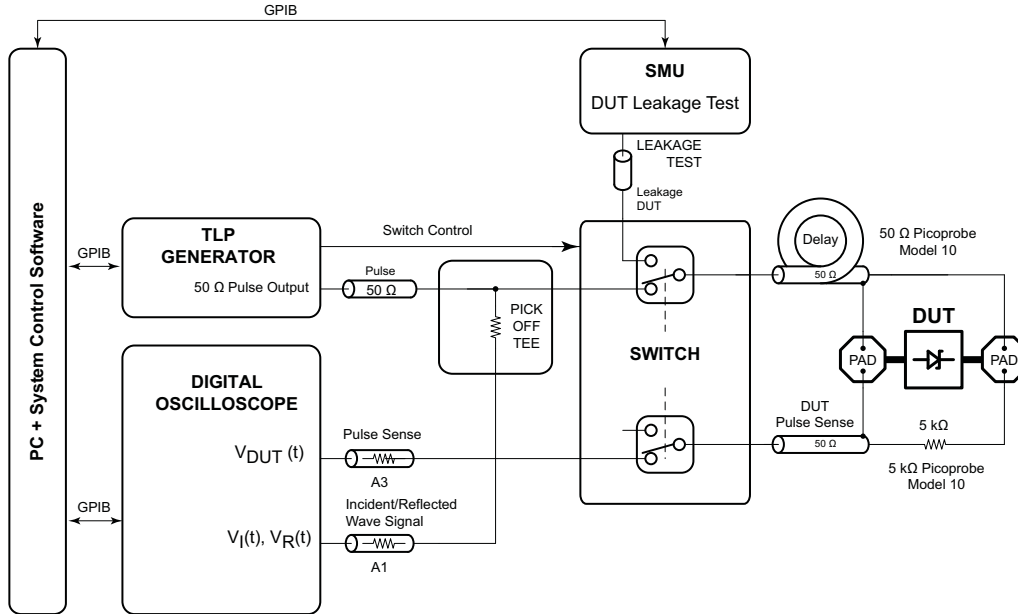 GPIB
PC + System Control Software
SMU
DUT Leakage Test
LEAKAGE
TEST
Leakage
DUT
TLP
GENERATOR
50 Ω Pulse Output
GPIB
Switch Control
Pulse
50 Ω
PICK
OFF
TEE
SWITCH
Delay
50 Ω
50 Ω Picoprobe
Model 10
DUT
PAD
PAD
DIGITAL
OSCILLOSCOPE
VDUT (t)
VI(t), VR(t)
GPIB
Pulse Sense
A3
Incident/Reflected
Wave Signal
A1
DUT
Pulse Sense
50 Ω
5 kΩ
5 kΩ Picoprobe
Model 10